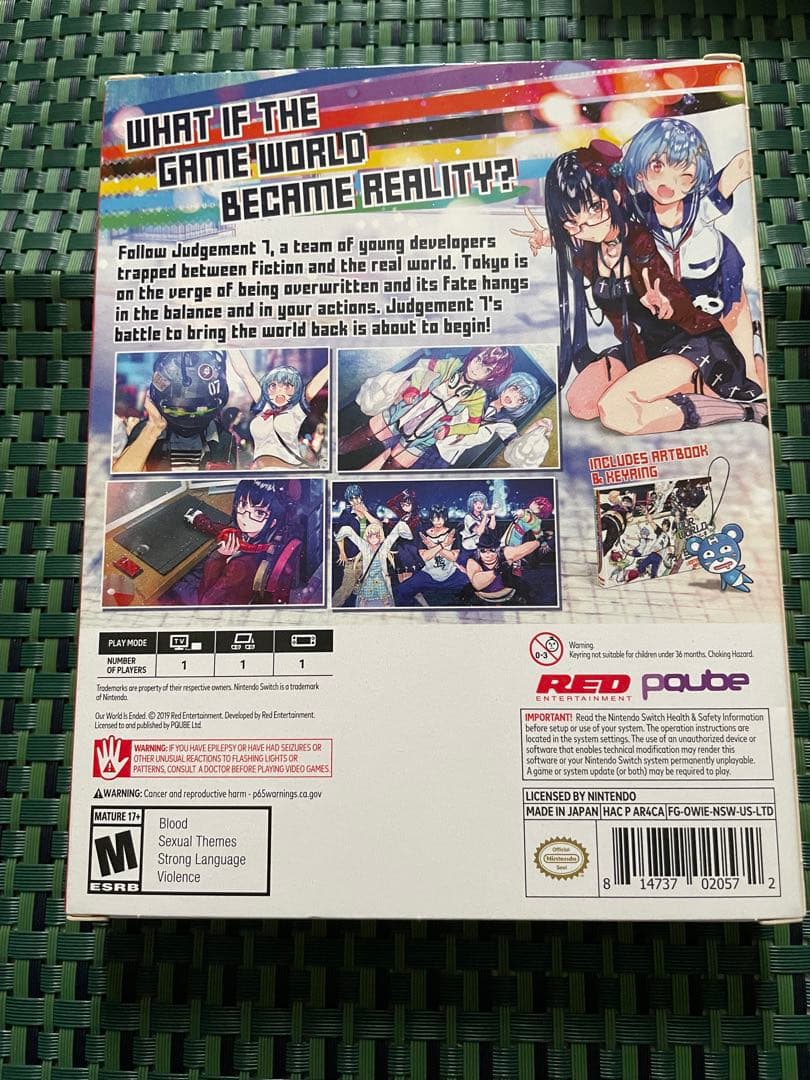 WHAT IF THE
GAME WORLD
BECAME REALITY?
Follow Judgement 7, a team of young developers
trapped between fiction and the real world. Tokyo is
on the verge of being overwritten and its fate hangs
in the balance and in your actions. Judgement 7's
battle to bring the world back is about to begin!
07
INCLUDES ARTBOOK
& KEYRING
PLAY MODE
TV
NUMBER
OF PLAYERS
1
1
1
Trademarks are property of their respective owners. Nintendo Switch is a trademark
of Nintendo.
Our World Is Ended. © 2019 Red Entertainment. Developed by Red Entertainment.
Licensed to and published by PQUBE Ltd.
WARNING: IF YOU HAVE EPILEPSY OR HAVE HAD SEIZURES OR
OTHER UNUSUAL REACTIONS TO FLASHING LIGHTS OR
PATTERNS, CONSULT A DOCTOR BEFORE PLAYING VIDEO GAMES.
WARNING: Cancer and reproductive harm - p65warnings.ca.gov
MATURE 17+
M
ESRB
Blood
Sexual Themes
Strong Language
Violence
0-3
Warning.
Keyring not suitable for children under 36 months. Choking Hazard.
RED
ENTERTAINMENT
PQube
IMPORTANT! Read the Nintendo Switch Health & Safety Information
before setup or use of your system. The operation instructions are
located in the system settings. The use of an unauthorized device or
software that enables technical modification may render this
software or your Nintendo Switch system permanently unplayable.
A game or system update (or both) may be required to play.
LICENSED BY NINTENDO
MADE IN JAPAN HAC P AR4CA FG-OWIE-NSW-US-LTD
Official
Nintendo
Seal
8 14737 02057 2